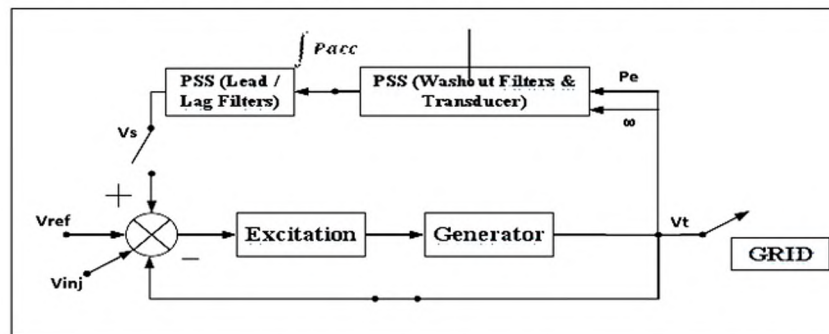 ∫ Pacc
PSS (Lead /
Lag Filters)
PSS (Washout Filters &
Transducer)
Pe
∞
Vs
+
Vref
Excitation
Generator
Vt
−
GRID
Vinj